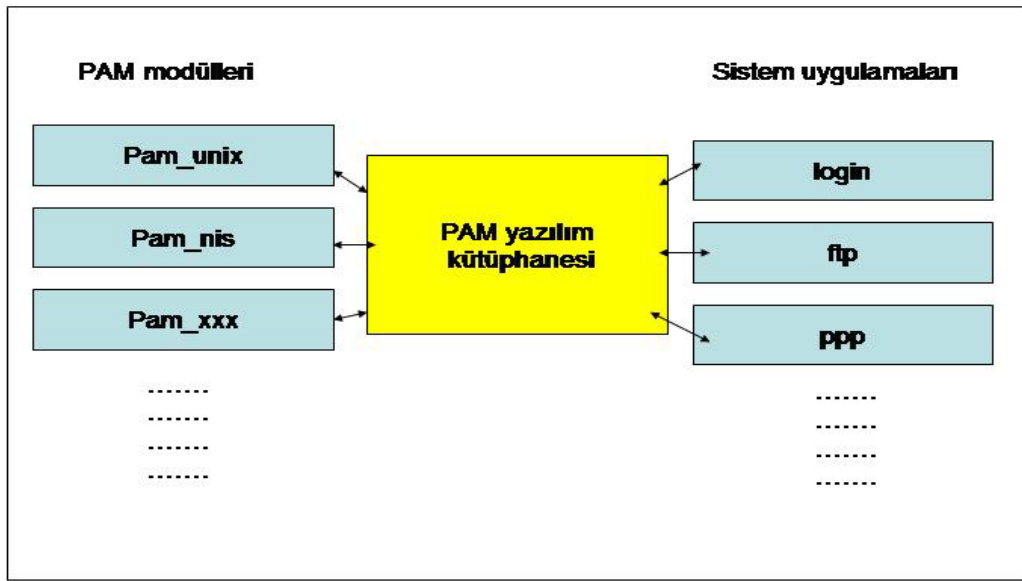 PAM modülleri
Sistem uygulamaları
Pam_unix
Pam_nis
Pam_xxx
-------
-------
-------
-------
PAM yazılım
kütüphanesi
login
ftp
ppp
-------
-------
-------
-------